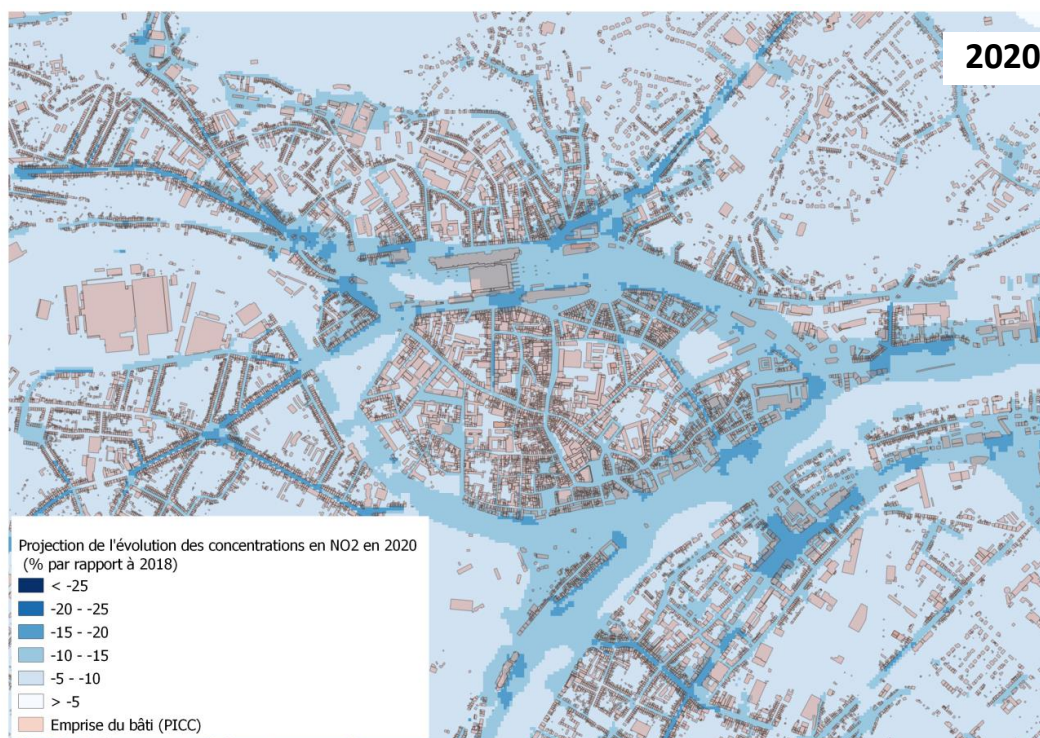 2020
Projection de l'évolution des concentrations en NO2 en 2020
(% par rapport à 2018)
< -25
-20 - -25
-15 - -20
-10 - -15
-5 - -10
> -5
Emprise du bâti (PICC)